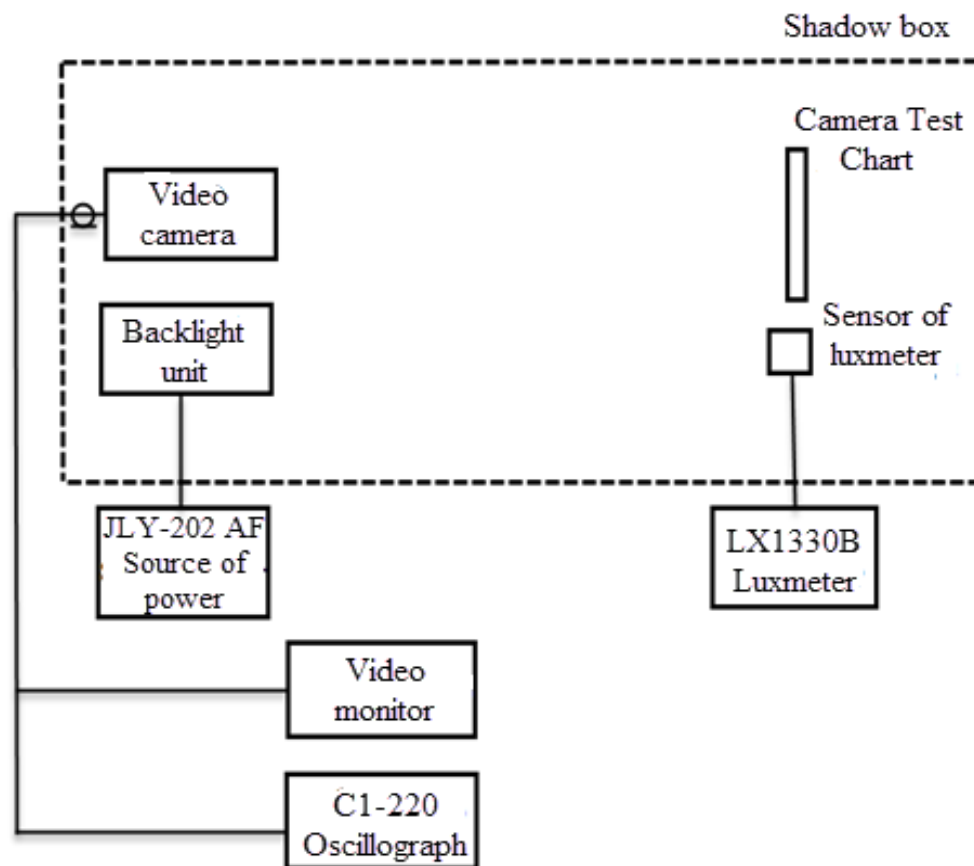 Shadow box
Camera Test
Chart
Video
camera
Backlight
unit
Sensor of
luxmeter
JLY-202 AF
Source of
power
LX1330B
Luxmeter
Video
monitor
C1-220
Oscillograph